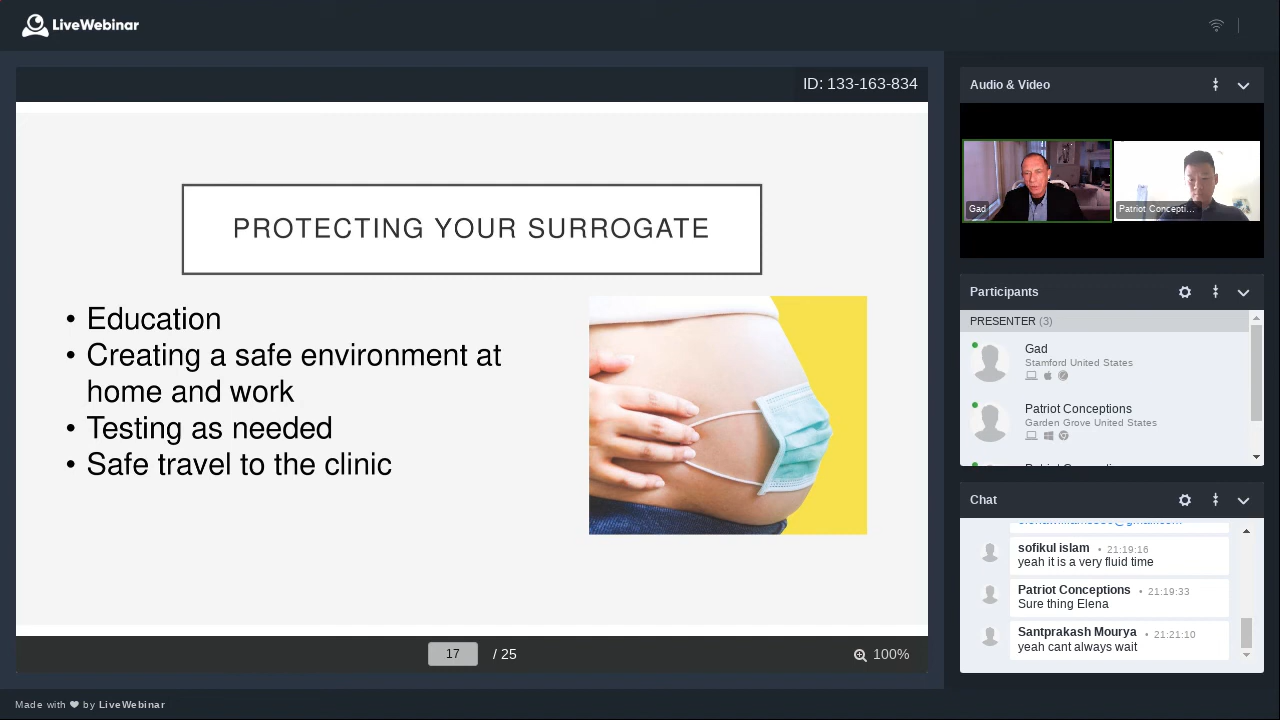 LiveWebinar
ID: 133-163-834
PROTECTING YOUR SURROGATE
• Education
• Creating a safe environment at
home and work
• Testing as needed
• Safe travel to the clinic
17 / 25
100%
Made with ❤ by LiveWebinar
Audio & Video
Gad
Patriot Concepti...
Participants
PRESENTER (3)
Gad
Stamford United States
Patriot Conceptions
Garden Grove United States
Chat
sofikul islam • 21:19:16
yeah it is a very fluid time
Patriot Conceptions • 21:19:33
Sure thing Elena
Santprakash Mourya • 21:21:10
yeah cant always wait